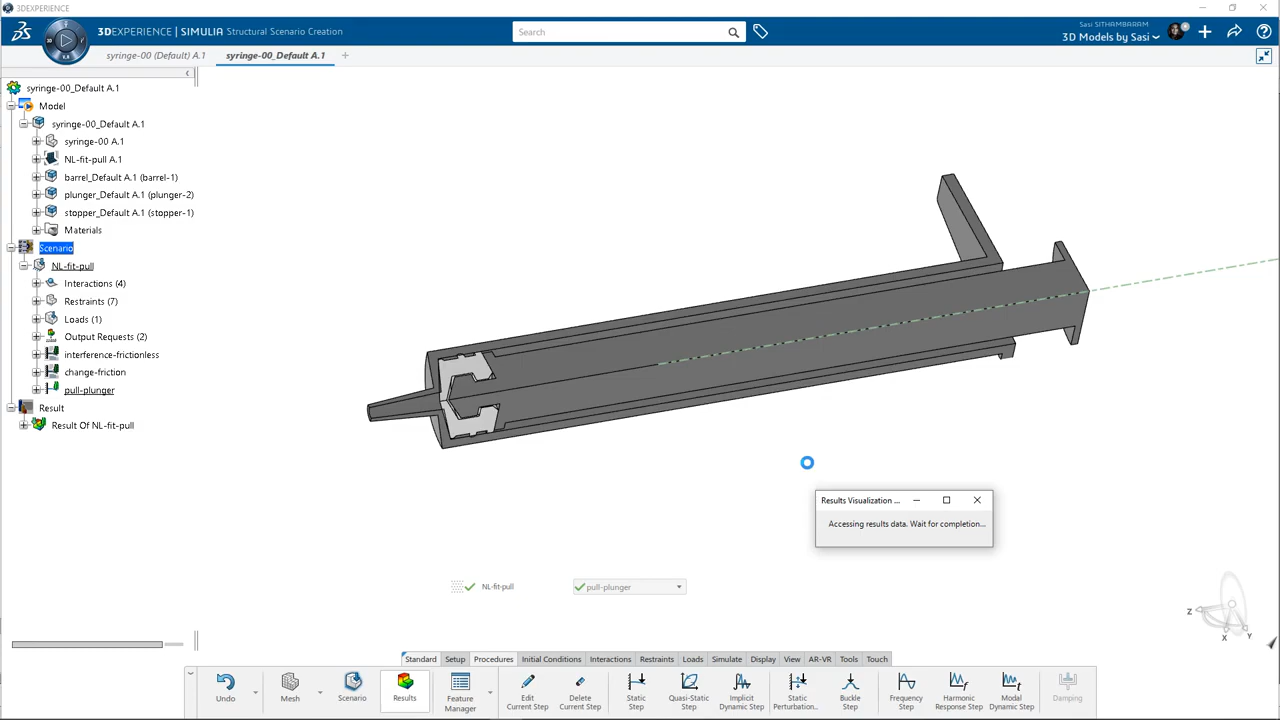 3DEXPERIENCE
3DEXPERIENCE | SIMULIA Structural Scenario Creation
Search
Sasi SITHAMBARAM
3D Models by Sasi
syringe-00 (Default) A.1
syringe-00_Default A.1
syringe-00_Default A.1
Model
syringe-00_Default A.1
syringe-00 A.1
NL-fit-pull A.1
barrel_Default A.1 (barrel-1)
plunger_Default A.1 (plunger-2)
stopper_Default A.1 (stopper-1)
Materials
Scenario
NL-fit-pull
Interactions (4)
Restraints (7)
Loads (1)
Output Requests (2)
interference-frictionless
change-friction
pull-plunger
Result
Result Of NL-fit-pull
Results Visualization ...
Accessing results data. Wait for completion...
NL-fit-pull
pull-plunger
Z
X
Y
Standard Setup Procedures Initial Conditions Interactions Restraints Loads Simulate Display View AR-VR Tools Touch
Undo
Mesh
Scenario
Results
Feature Manager
Edit Current Step
Delete Current Step
Static Step
Quasi-Static Step
Implicit Dynamic Step
Static Perturbation...
Buckle Step
Frequency Step
Harmonic Response Step
Modal Dynamic Step
Damping